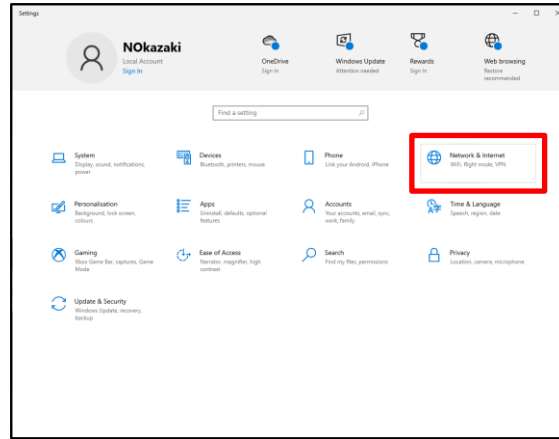 Settings
NOkazaki
Local Account
Sign in
OneDrive
Sign in
Windows Update
Attention needed
Rewards
Sign in
Web browsing
Restore
recommended
Find a setting
System
Display, sound, notifications,
power
Devices
Bluetooth, printers, mouse
Phone
Link your Android, iPhone
Network & Internet
WiFi, flight mode, VPN
Personalisation
Background, lock screen,
colours
Apps
Uninstall, defaults, optional
features
Accounts
Your accounts, email, sync,
work, family
Time & Language
Speech, region, date
Gaming
Xbox Game Bar, captures, Game
Mode
Ease of Access
Narrator, magnifier, high
contrast
Search
Find my files, permissions
Privacy
Location, camera, microphone
Update & Security
Windows Update, recovery,
backup